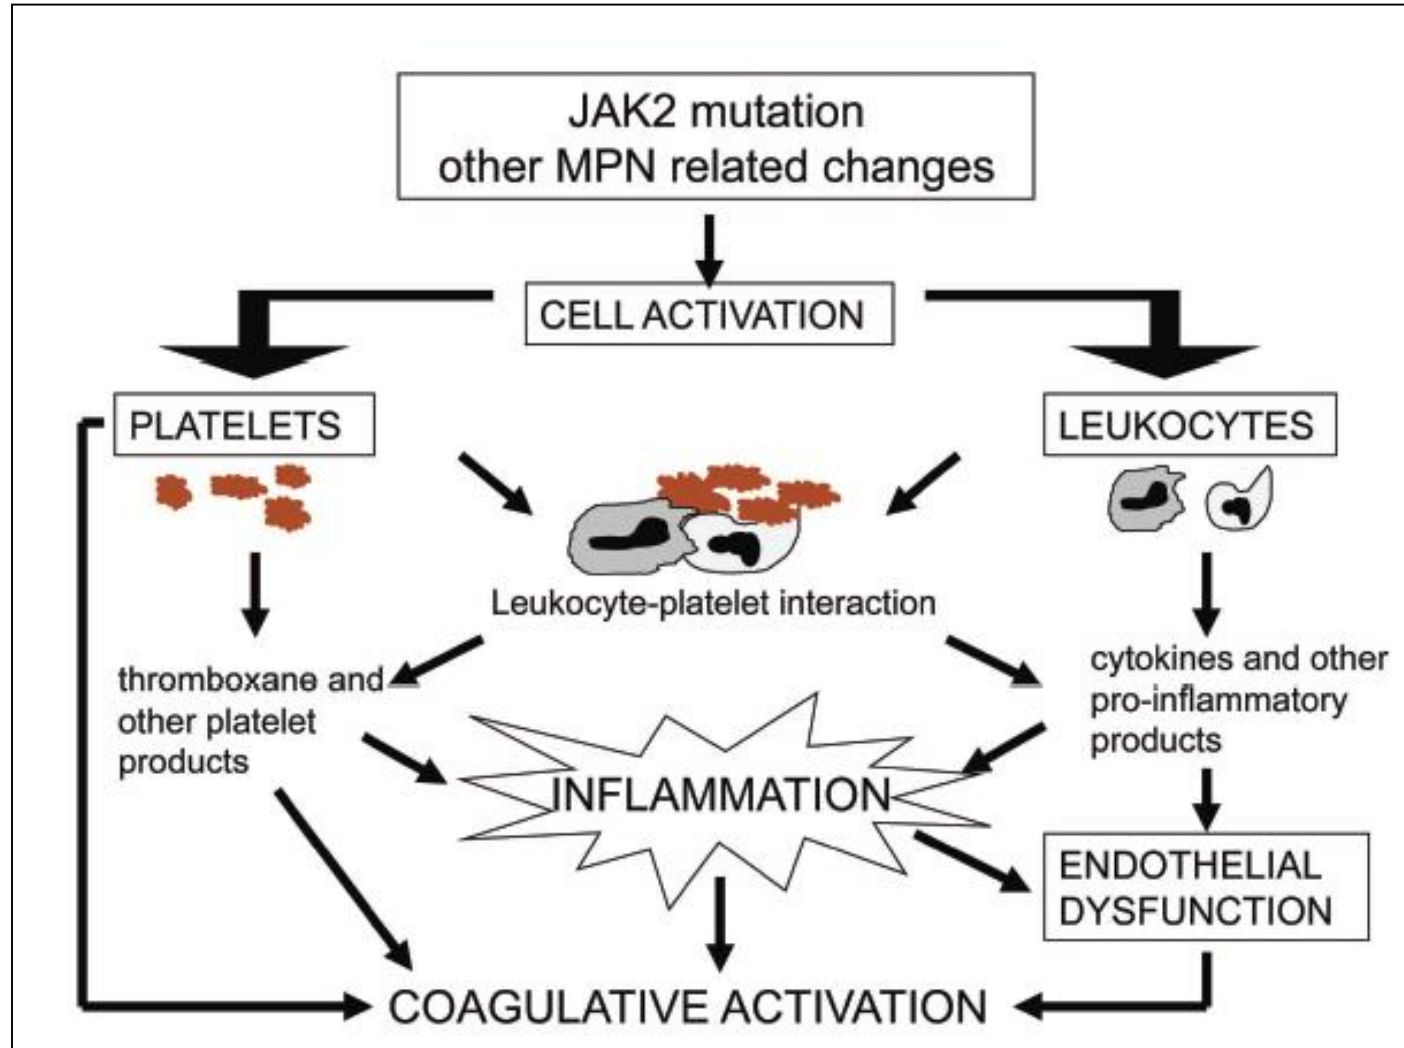 JAK2 mutation
other MPN related changes
CELL ACTIVATION
PLATELETS
LEUKOCYTES
Leukocyte-platelet interaction
thromboxane and
other platelet
products
cytokines and other
pro-inflammatory
products
INFLAMMATION
ENDOTHELIAL
DYSFUNCTION
COAGULATIVE ACTIVATION